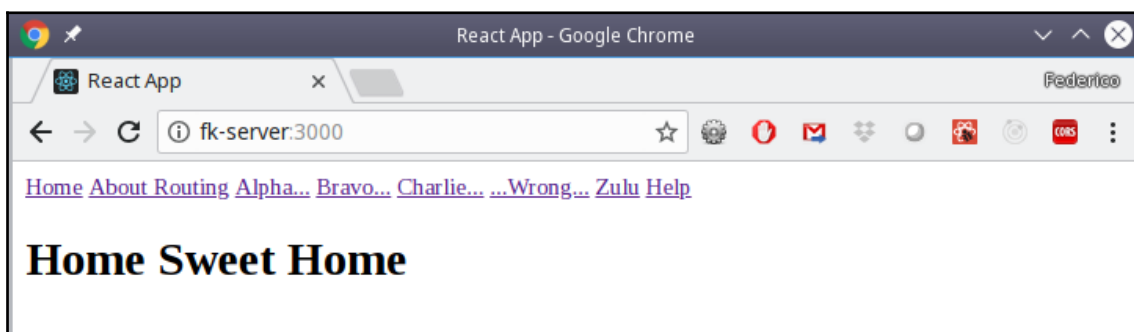 React App - Google Chrome
React App
Federico
fk-server:3000
CORS
Home About Routing Alpha... Bravo... Charlie... ...Wrong... Zulu Help
Home Sweet Home